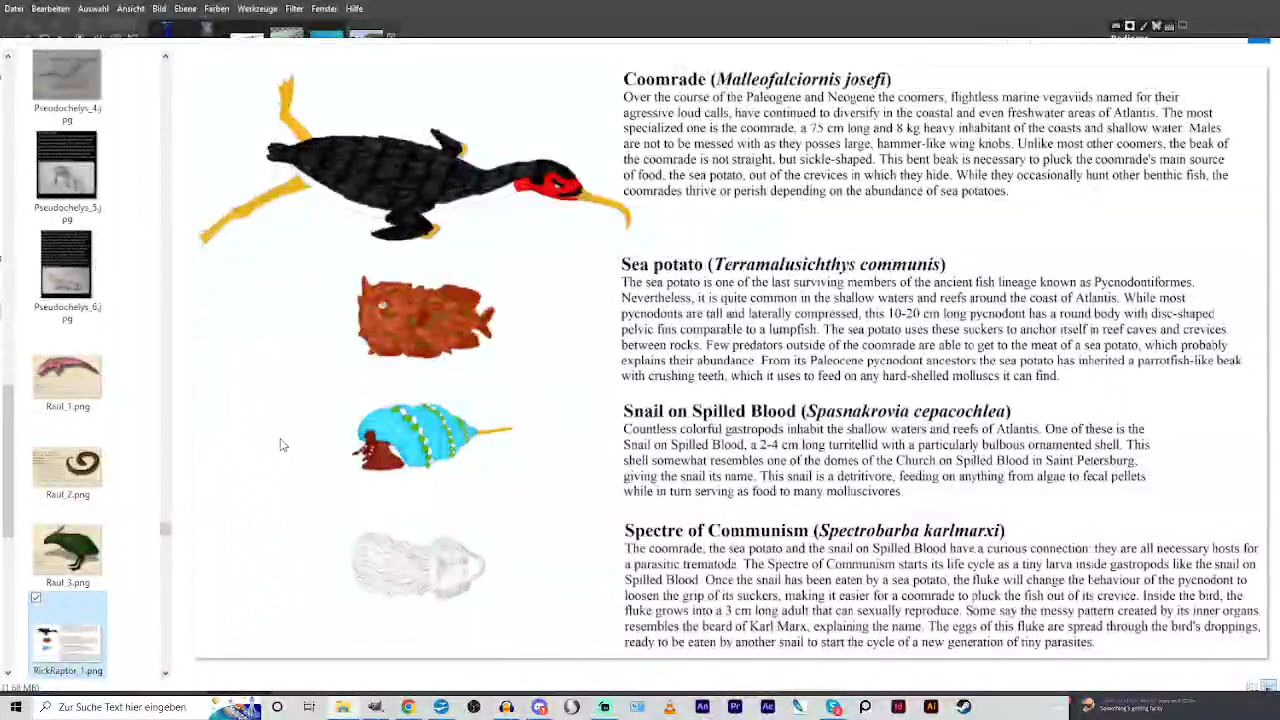 Datei Bearbeiten Auswahl Ansicht Bild Ebene Farben Werkzeuge Filter Fenster Hilfe
Pseudochelys_4.j
pg
Pseudochelys_5.j
pg
Pseudochelys_6.j
pg
Raul_1.png
Raul_2.png
Raul_3.png
RickRaptor_1.png
Coomrade (Malleofalciornis josefi)
Over the course of the Paleogene and Neogene the coomers, flightless marine vegaviids named for their
agressive loud calls, have continued to diversify in the coastal and even freshwater areas of Atlantis. The most
specialized one is the coomrade, a 75 cm long and 8 kg heavy inhabitant of the coasts and shallow water. Males
are not to be messed with as they posses large, hammer-like wing knobs. Unlike most other coomers, the beak of
the coomrade is not straight, but sickle-shaped. This bent beak is necessary to pluck the coomrade's main source
of food, the sea potato, out of the crevices in which they hide. While they occasionally hunt other benthic fish, the
coomrades thrive or perish depending on the abundance of sea potatoes.
Sea potato (Terramalusichthys communis)
The sea potato is one of the last surviving members of the ancient fish lineage known as Pycnodontiformes.
Nevertheless, it is quite common in the shallow waters and reefs around the coast of Atlantis. While most
pycnodonts are tall and laterally compressed, this 10-20 cm long pycnodont has a round body with disc-shaped
pelvic fins comparable to a lumpfish. The sea potato uses these suckers to anchor itself in reef caves and crevices
between rocks. Few predators outside of the coomrade are able to get to the meat of a sea potato, which probably
explains their abundance. From its Paleocene pycnodont ancestors the sea potato has inherited a parrotfish-like beak
with crushing teeth, which it uses to feed on any hard-shelled molluscs it can find.
Snail on Spilled Blood (Spasnakrovia cepacochlea)
Countless colorful gastropods inhabit the shallow waters and reefs of Atlantis. One of these is the
Snail on Spilled Blood, a 2-4 cm long turritellid with a particularly bulbous ornamented shell. This
shell somewhat resembles one of the domes of the Church on Spilled Blood in Saint Petersburg,
giving the snail its name. This snail is a detritivore, feeding on anything from algae to fecal pellets
while in turn serving as food to many molluscivores.
Spectre of Communism (Spectrobarba karlmarxi)
The coomrade, the sea potato and the snail on Spilled Blood have a curious connection: they are all necessary hosts for
a parasitic trematode. The Spectre of Communism starts its life cycle as a tiny larva inside gastropods like the snail on
Spilled Blood. Once the snail has been eaten by a sea potato, the fluke will change the behaviour of the pycnodont to
loosen the grip of its suckers, making it easier for a coomrade to pluck the fish out of its crevice. Inside the bird, the
fluke grows into a 3 cm long adult that can sexually reproduce. Some say the messy pattern created by its inner organs
resembles the beard of Karl Marx, explaining the name. The eggs of this fluke are spread through the bird's droppings,
ready to be eaten by another snail to start the cycle of a new generation of tiny parasites.
(1.68 MB)
Zur Suche Text hier eingeben
An Pr Ae Id Ai
Something's getting fucky